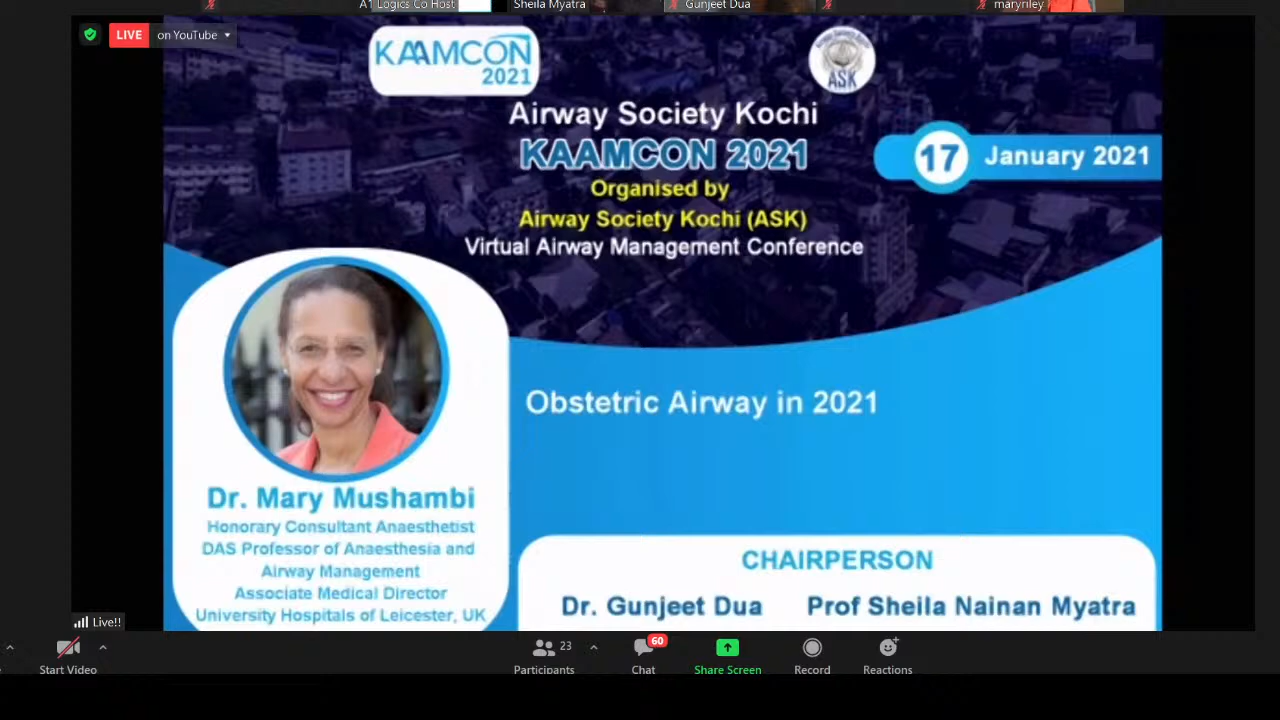 A1 Logics Co Host
Sheila Myatra
Gunjeet Dua
maryriley
LIVE on YouTube
KAAMCON
2021
ASK
Airway Society Kochi
KAAMCON 2021
17 January 2021
Organised by
Airway Society Kochi (ASK)
Virtual Airway Management Conference
Obstetric Airway in 2021
Dr. Mary Mushambi
Honorary Consultant Anaesthetist
DAS Professor of Anaesthesia and
Airway Management
Associate Medical Director
University Hospitals of Leicester, UK
CHAIRPERSON
Dr. Gunjeet Dua
Prof Sheila Nainan Myatra
Live!!
23
60
Start Video
Participants
Chat
Share Screen
Record
Reactions